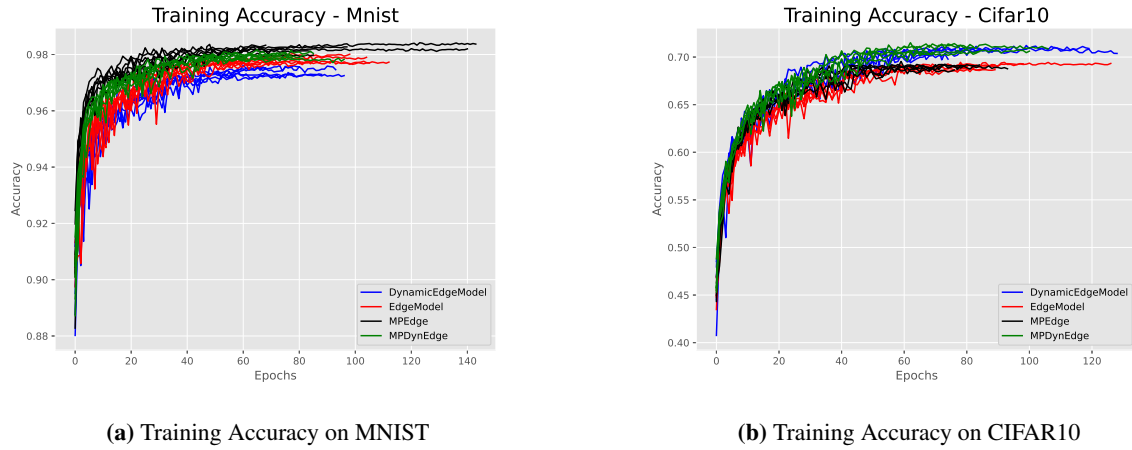 Training Accuracy - Mnist
0.98
0.96
0.94
0.92
0.90
0.88
Accuracy
0
20
40
60
80
100
120
140
Epochs
DynamicEdgeModel
EdgeModel
MPEdge
MPDynEdge
(a) Training Accuracy on MNIST
Training Accuracy - Cifar10
0.70
0.65
0.60
0.55
0.50
0.45
0.40
Accuracy
0
20
40
60
80
100
120
Epochs
DynamicEdgeModel
EdgeModel
MPEdge
MPDynEdge
(b) Training Accuracy on CIFAR10